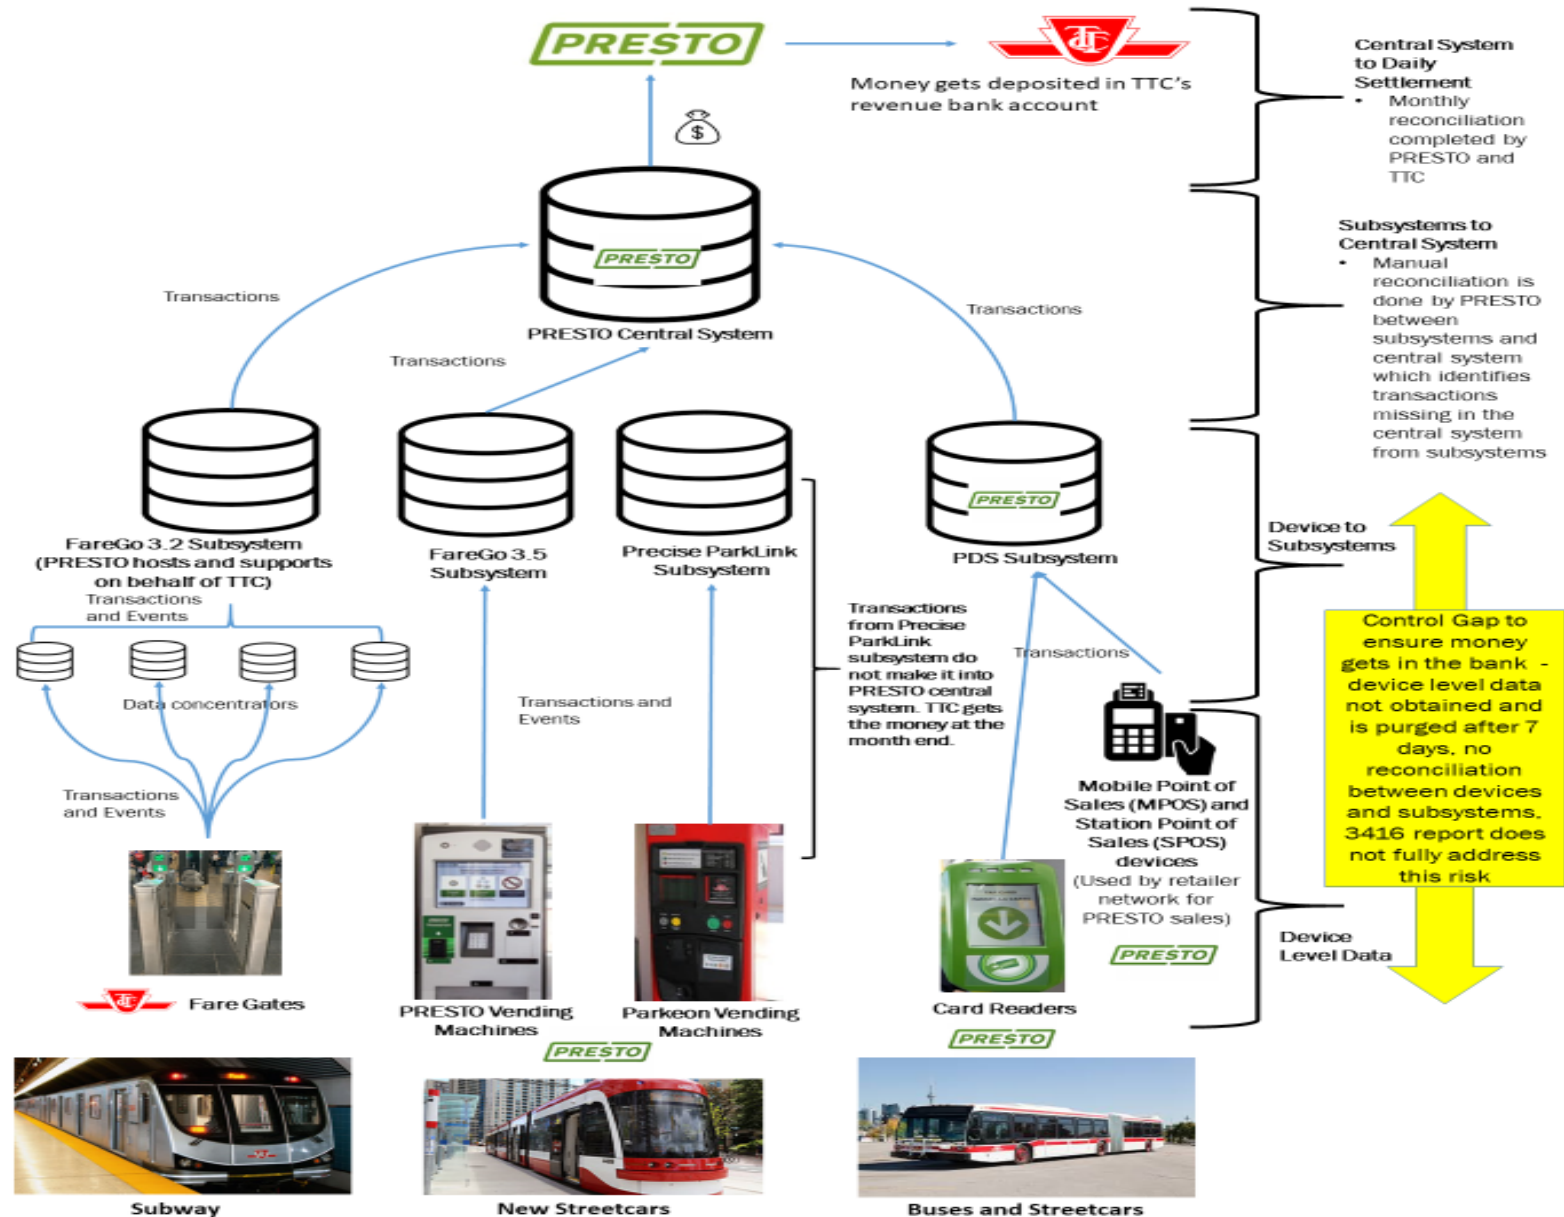 PRESTO
TTC
Money gets deposited in TTC's
revenue bank account
Central System
to Daily
Settlement
• Monthly
reconciliation
completed by
PRESTO and
TTC
$
PRESTO
PRESTO Central System
Transactions
Transactions
Transactions
Subsystems to
Central System
• Manual
reconciliation is
done by PRESTO
between
subsystems and
central system
which identifies
transactions
missing in the
central system
from subsystems
FareGo 3.2 Subsystem
(PRESTO hosts and supports
on behalf of TTC)
FareGo 3.5
Subsystem
Precise ParkLink
Subsystem
PRESTO
PDS Subsystem
Device to
Subsystems
Transactions
and Events
Data concentrators
Transactions
and Events
Transactions and
Events
Transactions
from Precise
ParkLink
subsystem do
not make it into
PRESTO central
system. TTC gets
the money at the
month end.
Transactions
Mobile Point of
Sales (MPOS) and
Station Point of
Sales (SPOS)
devices
(Used by retailer
network for
PRESTO sales)
PRESTO
Control Gap to
ensure money
gets in the bank -
device level data
not obtained and
is purged after 7
days, no
reconciliation
between devices
and subsystems,
3416 report does
not fully address
this risk
Device
Level Data
Fare Gates
PRESTO Vending
Machines
Parkeon Vending
Machines
PRESTO
Card Readers
PRESTO
Subway
New Streetcars
Buses and Streetcars